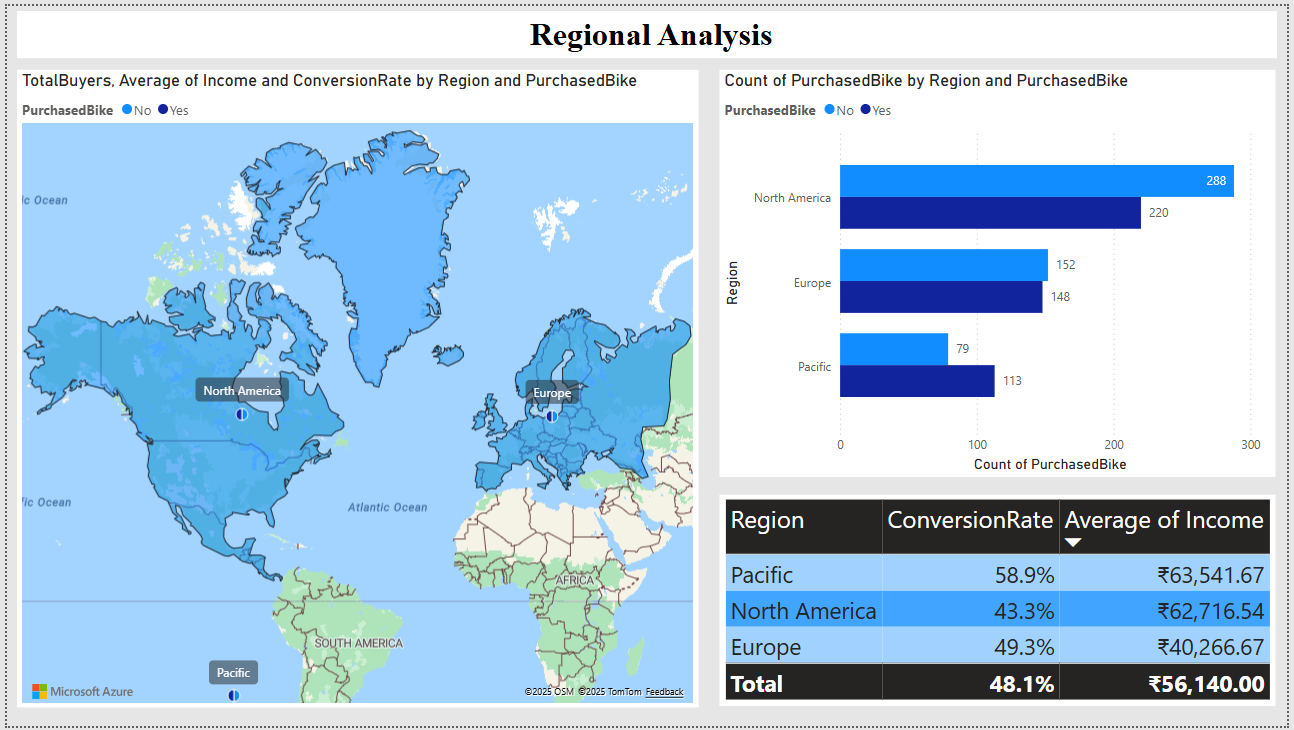 Regional Analysis
TotalBuyers, Average of Income and ConversionRate by Region and PurchasedBike
PurchasedBike No Yes
ic Ocean
North America
Europe
ic Ocean
Atlantic Ocean
AFRICA
SOUTH AMERICA
Pacific
Microsoft Azure
©2025 OSM ©2025 TomTom Feedback
Count of PurchasedBike by Region and PurchasedBike
PurchasedBike No Yes
Region
North America
288
220
Europe
152
148
Pacific
79
113
0 100 200 300
Count of PurchasedBike
Region ConversionRate Average of Income
Pacific 58.9% ₹63,541.67
North America 43.3% ₹62,716.54
Europe 49.3% ₹40,266.67
Total 48.1% ₹56,140.00